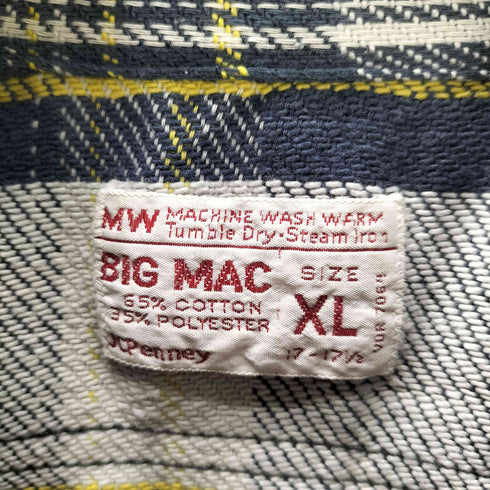 MW MACHINE WASH WARM
Tumble Dry-Steam Iron
BIG MAC
65% COTTON
35% POLYESTER
JCPenney
SIZE
XL
17-17½